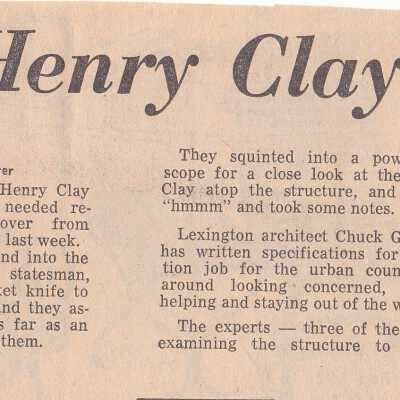 Henry Clay
rer
Henry Clay
needed re-
over from
last week.
nd into the
statesman,
et knife to
nd they as-
s far as an
them.
They squinted into a pow
scope for a close look at the
Clay atop the structure, and
"hmmm" and took some notes.
Lexington architect Chuck G
has written specifications for
tion job for the urban coun
around looking concerned,
helping and staying out of the w
The experts — three of the
examining the structure to